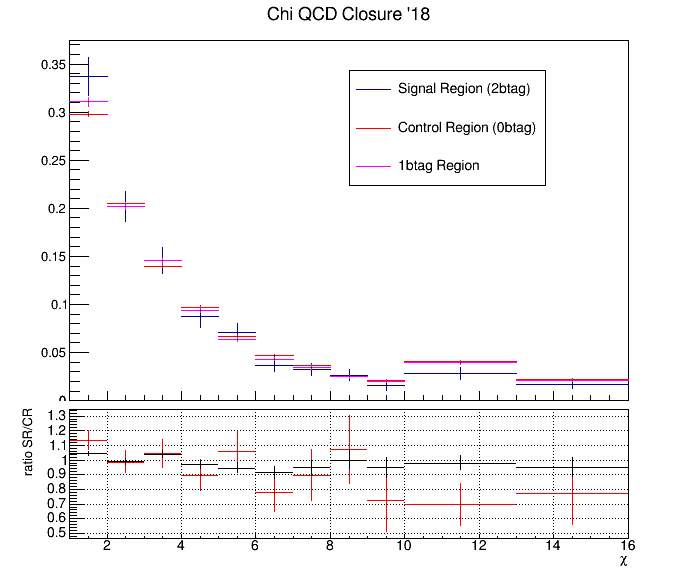 Chi QCD Closure '18
0.35
0.3
0.25
0.2
0.15
0.1
0.05
0
Signal Region (2btag)
Control Region (0btag)
1btag Region
ratio SR/CR
1.3
1.2
1.1
1
0.9
0.8
0.7
0.6
0.5
2 4 6 8 10 12 14 16
χ